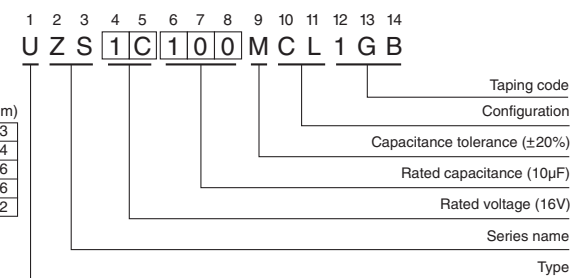 1 2 3 4 5 6 7 8 9 10 11 12 13 14
U Z S 1 C 1 0 0 M C L 1 G B
Taping code
Configuration
m)
Capacitance tolerance (±20%)
3
4
Rated capacitance (10µF)
6
6
Rated voltage (16V)
2
Series name
Type